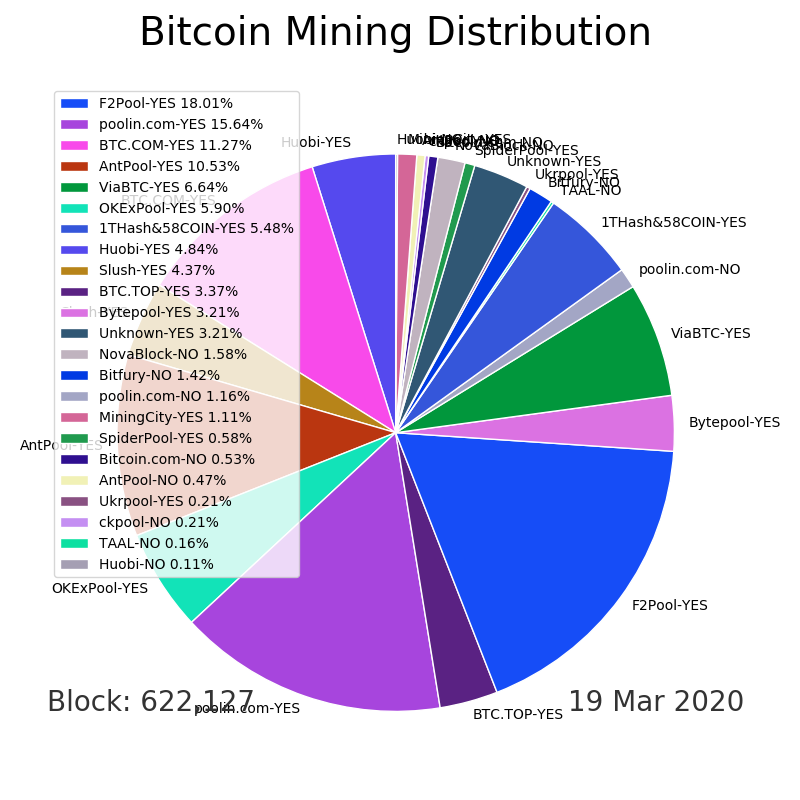 Bitcoin Mining Distribution
F2Pool-YES 18.01%
poolin.com-YES 15.64%
BTC.COM-YES 11.27%
AntPool-YES 10.53%
ViaBTC-YES 6.64%
OKExPool-YES 5.90%
1THash&58COIN-YES 5.48%
Huobi-YES 4.84%
Slush-YES 4.37%
BTC.TOP-YES 3.37%
Bytepool-YES 3.21%
Unknown-YES 3.21%
NovaBlock-NO 1.58%
Bitfury-NO 1.42%
poolin.com-NO 1.16%
MiningCity-YES 1.11%
SpiderPool-YES 0.58%
Bitcoin.com-NO 0.53%
AntPool-NO 0.47%
Ukrpool-YES 0.21%
ckpool-NO 0.21%
TAAL-NO 0.16%
Huobi-NO 0.11%
Huobi-YES
SpiderPool-YES
Unknown-YES
Ukrpool-YES
Bitfury-NO
TAAL-NO
1THash&58COIN-YES
poolin.com-NO
ViaBTC-YES
Bytepool-YES
F2Pool-YES
BTC.TOP-YES
poolin.com-YES
OKExPool-YES
AntPool-YES
BTC.COM-YES
Block: 622,127
19 Mar 2020